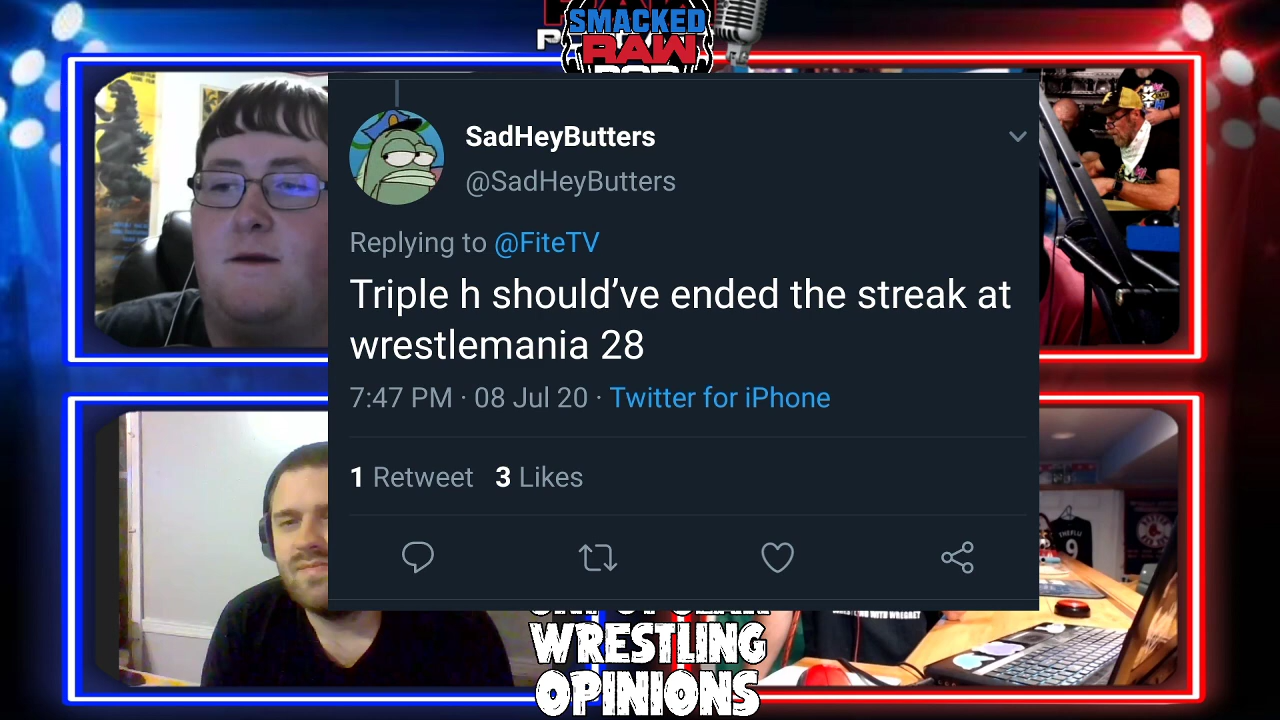 SMACKED
RAW
SadHeyButters
@SadHeyButters
Replying to @FiteTV
Triple h should’ve ended the streak at
wrestlemania 28
7:47 PM · 08 Jul 20 · Twitter for iPhone
1 Retweet 3 Likes
9
WRESTLING
OPINIONS